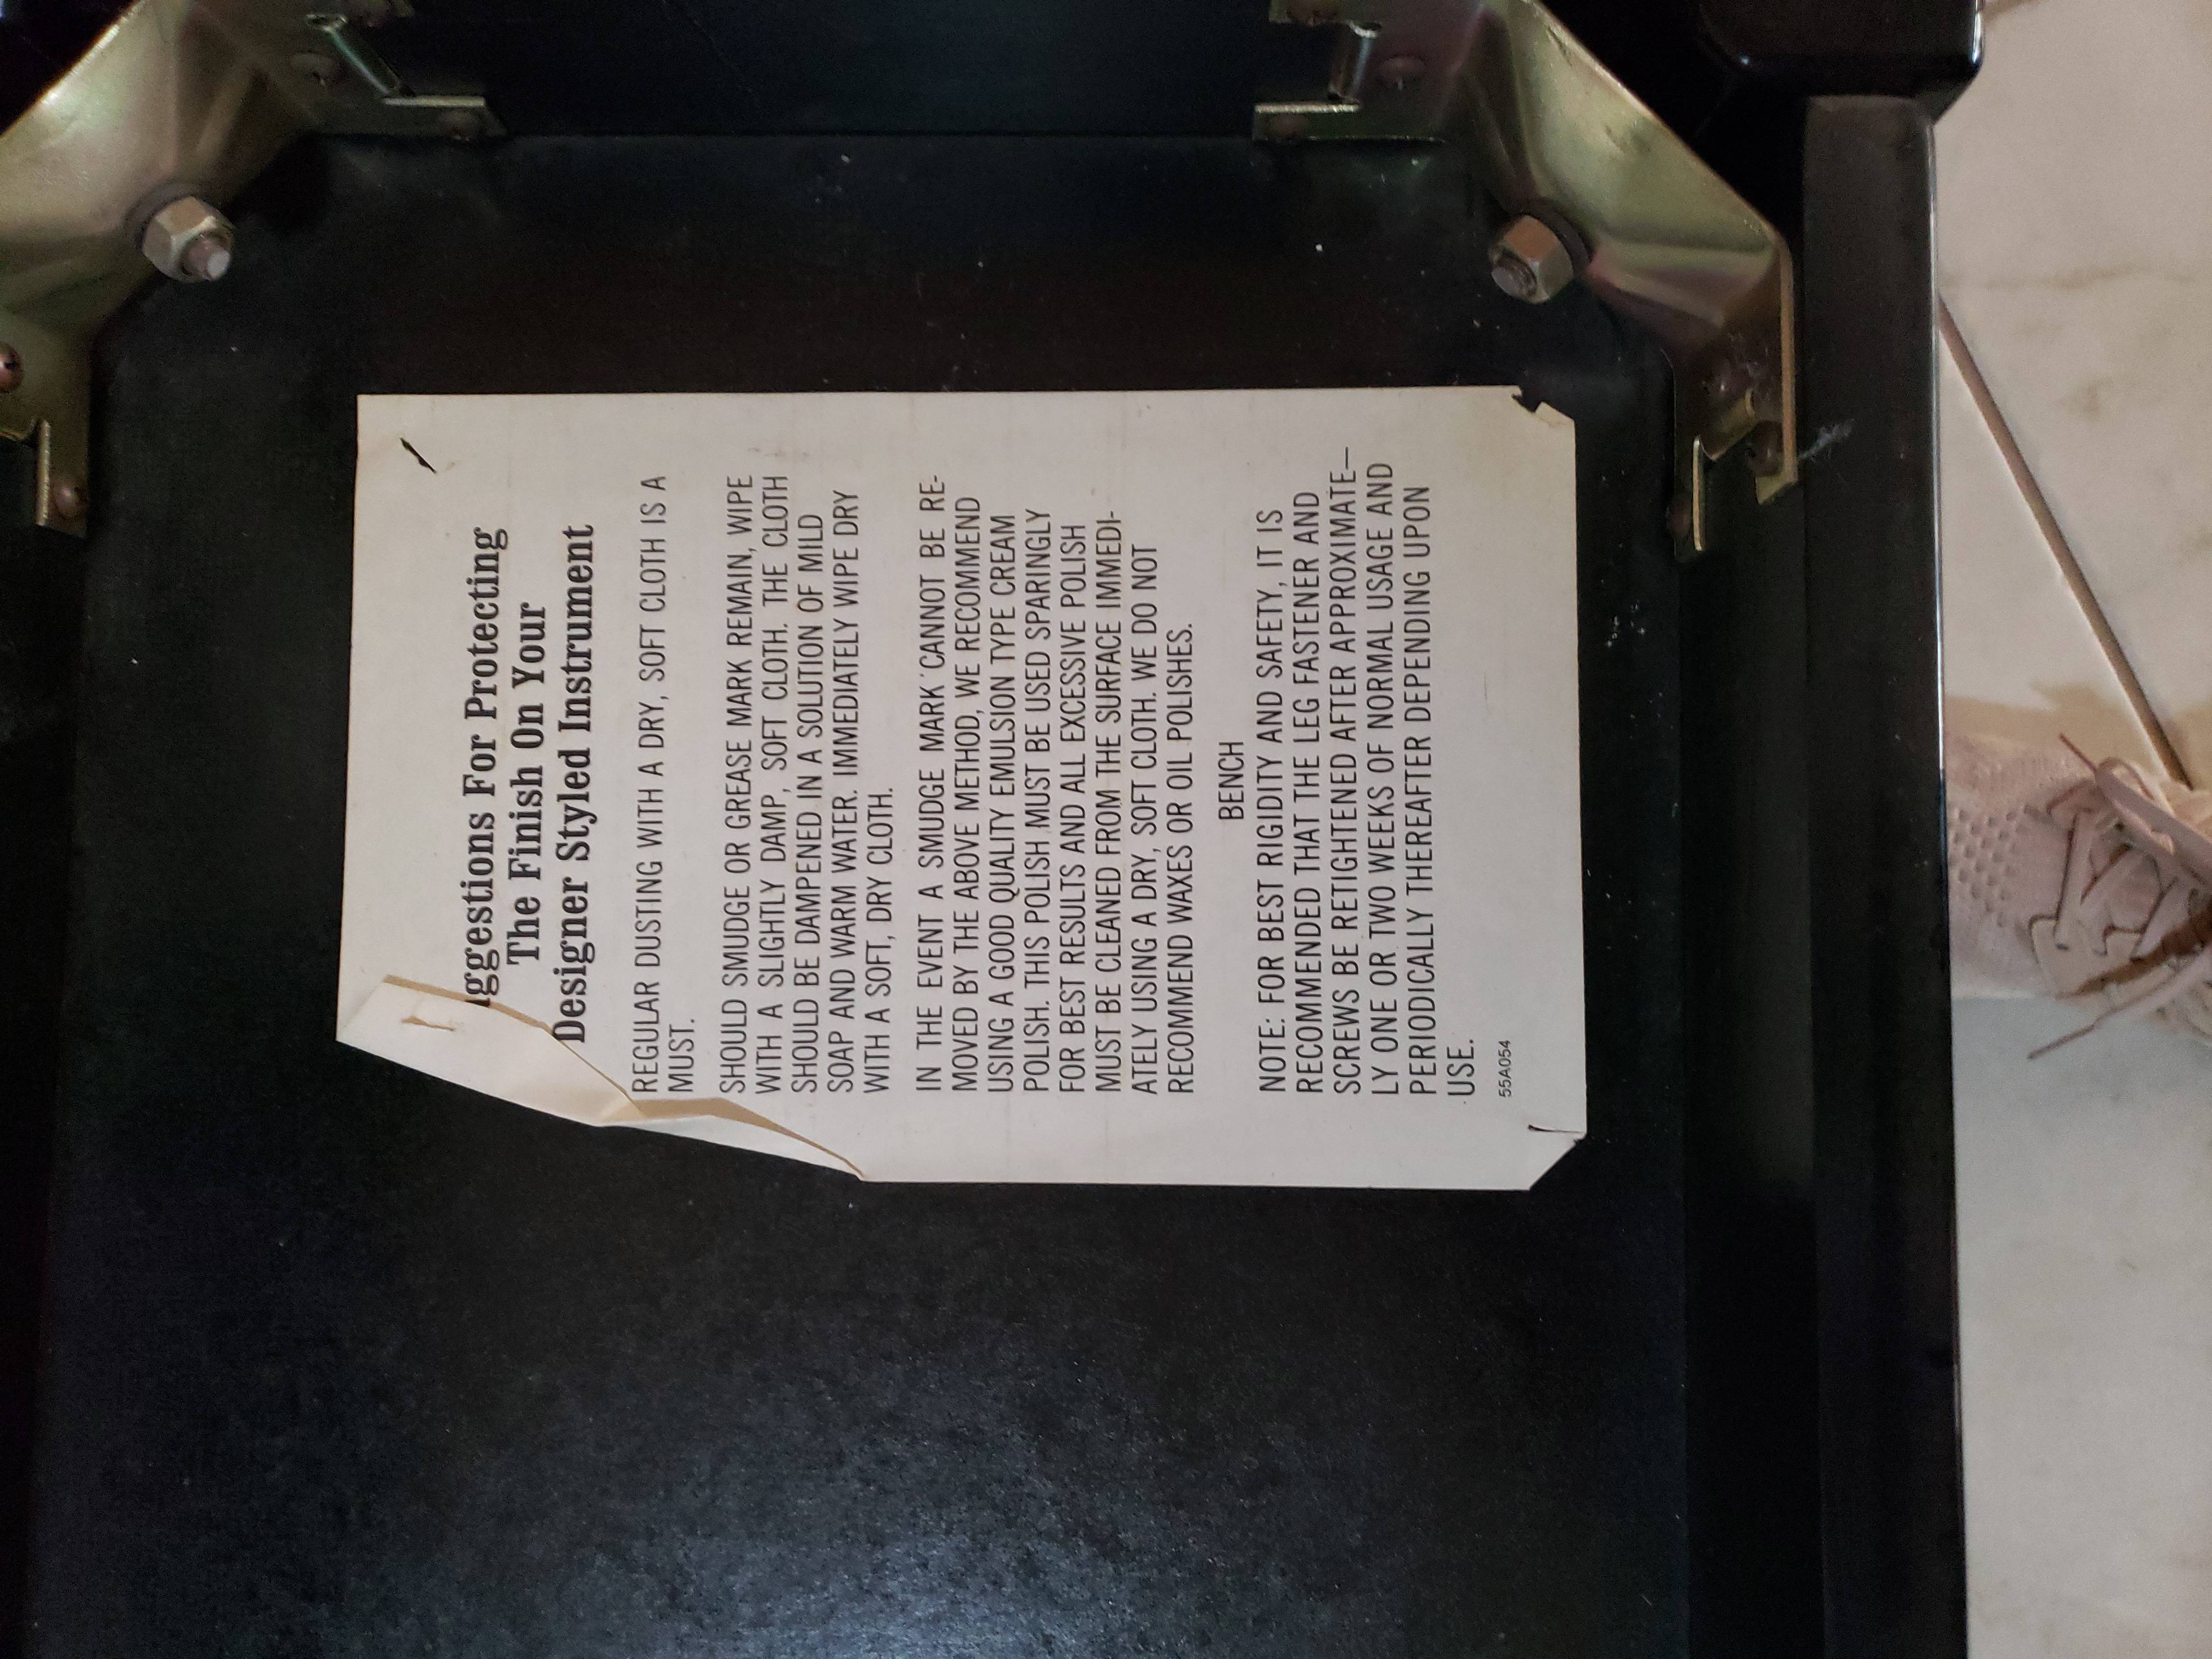 uggestions For Protecting
The Finish On Your
Designer Styled Instrument
REGULAR DUSTING WITH A DRY, SOFT CLOTH IS A
MUST.
SHOULD SMUDGE OR GREASE MARK REMAIN, WIPE
WITH A SLIGHTLY DAMP, SOFT CLOTH. THE CLOTH
SHOULD BE DAMPENED IN A SOLUTION OF MILD
SOAP AND WARM WATER. IMMEDIATELY WIPE DRY
WITH A SOFT, DRY CLOTH.
IN THE EVENT A SMUDGE MARK CANNOT BE RE-
MOVED BY THE ABOVE METHOD, WE RECOMMEND
USING A GOOD QUALITY EMULSION TYPE CREAM
POLISH. THIS POLISH MUST BE USED SPARINGLY
FOR BEST RESULTS AND ALL EXCESSIVE POLISH
MUST BE CLEANED FROM THE SURFACE IMMEDI-
ATELY USING A DRY, SOFT CLOTH. WE DO NOT
RECOMMEND WAXES OR OIL POLISHES.
BENCH
NOTE: FOR BEST RIGIDITY AND SAFETY, IT IS
RECOMMENDED THAT THE LEG FASTENER AND
SCREWS BE RETIGHTENED AFTER APPROXIMATE—
LY ONE OR TWO WEEKS OF NORMAL USAGE AND
PERIODICALLY THEREAFTER DEPENDING UPON
USE.
55A054